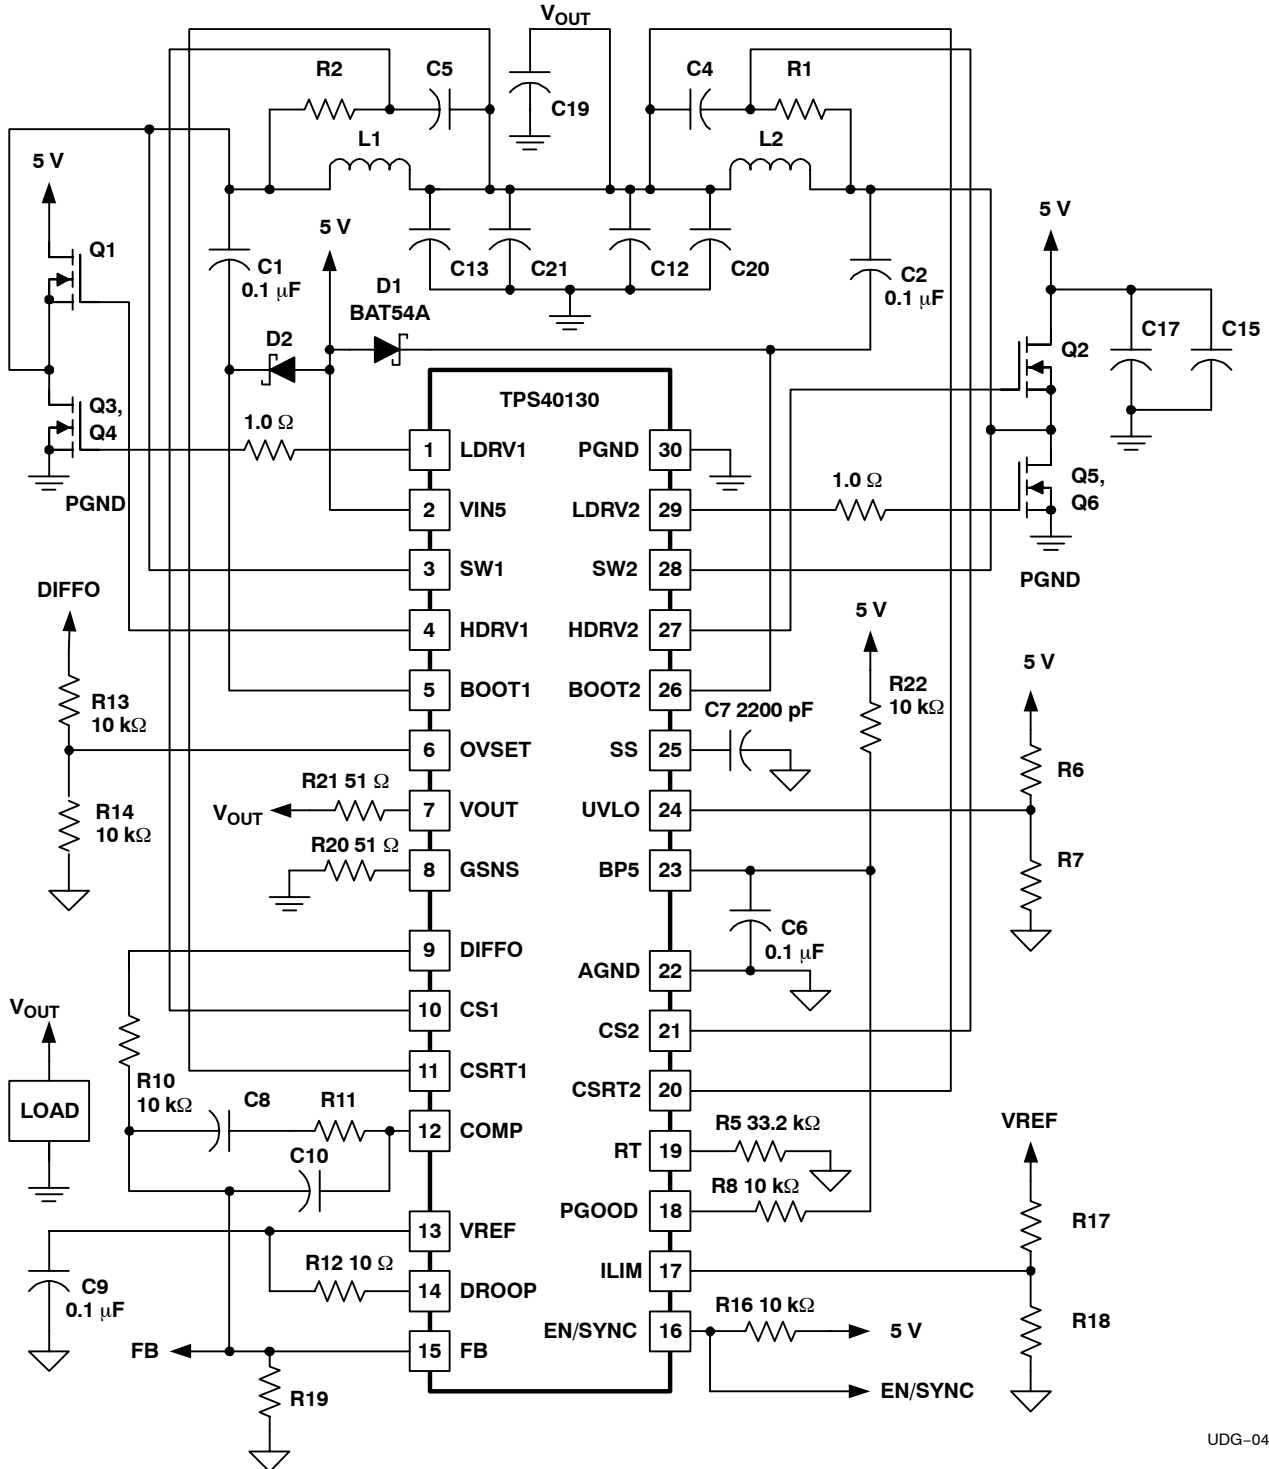 VOUT
R2
C5
C4
R1
C19
L1
L2
5 V
5 V
5 V
Q1
C1
0.1 µF
C13
C21
C12
C20
C2
0.1 µF
D1
BAT54A
D2
Q2
C17
C15
Q3,
Q4
1.0 Ω
TPS40130
1
LDRV1
PGND
30
1.0 Ω
Q5,
Q6
PGND
2
VIN5
LDRV2
29
3
SW1
SW2
28
PGND
DIFFO
5 V
4
HDRV1
HDRV2
27
5 V
R13
10 kΩ
5
BOOT1
BOOT2
26
R22
10 kΩ
C7 2200 pF
6
OVSET
SS
25
R6
R21 51 Ω
VOUT
7
VOUT
UVLO
24
R14
10 kΩ
R20 51 Ω
8
GSNS
BP5
23
R7
C6
0.1 µF
9
DIFFO
AGND
22
VOUT
10
CS1
CS2
21
11
CSRT1
CSRT2
20
R10
10 kΩ
LOAD
C8
R11
12
COMP
RT
19
R5 33.2 kΩ
VREF
C10
R8 10 kΩ
PGOOD
18
13
VREF
R17
R12 10 Ω
ILIM
17
C9
0.1 µF
14
DROOP
R16 10 kΩ
EN/SYNC
16
5 V
R18
FB
15
FB
EN/SYNC
R19
UDG–04